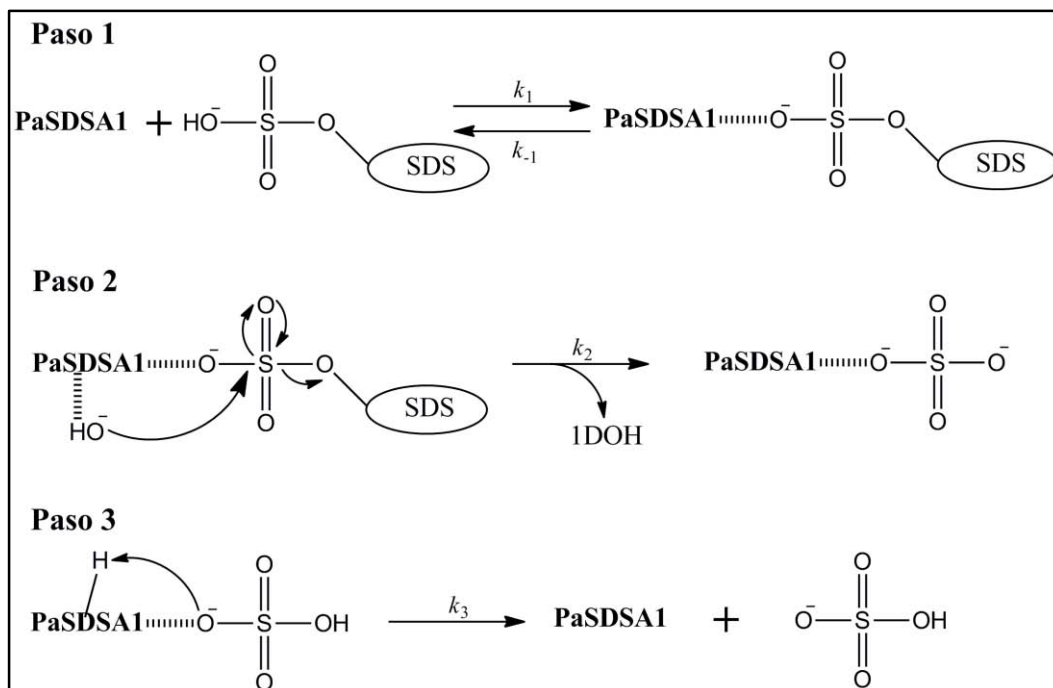 Paso 1
O
PaSDSA1 + HO⁻ S O k₁ PaSDSA1 O⁻ S O
O SDS k₋₁ O SDS
Paso 2
O O
PaSDSA1 O⁻ S O k₂ PaSDSA1 O⁻ S O⁻
HO⁻ O SDS 1DOH O
Paso 3
H O O
PaSDSA1 O⁻ S OH k₃ PaSDSA1 + O⁻ S OH
O O